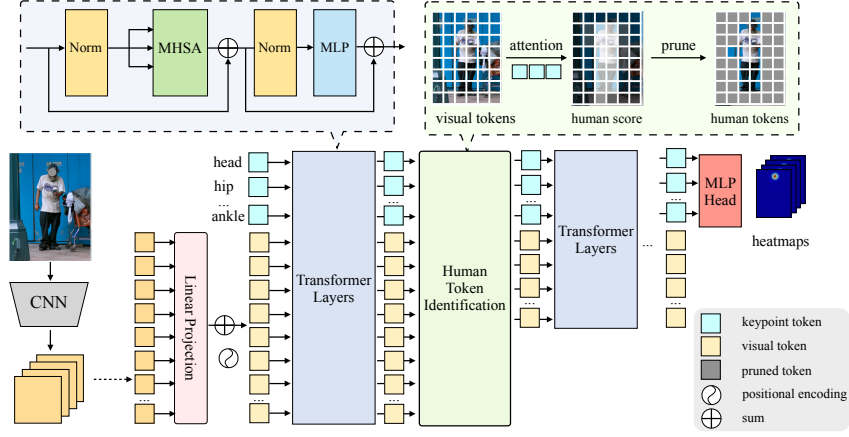 Norm
MHSA
Norm
MLP
attention
prune
visual tokens
human score
human tokens
head
hip
...
ankle
...
...
...
...
...
...
...
...
...
CNN
Linear Projection
Transformer
Layers
Human
Token
Identification
Transformer
Layers
...
MLP
Head
heatmaps
keypoint token
visual token
pruned token
positional encoding
sum